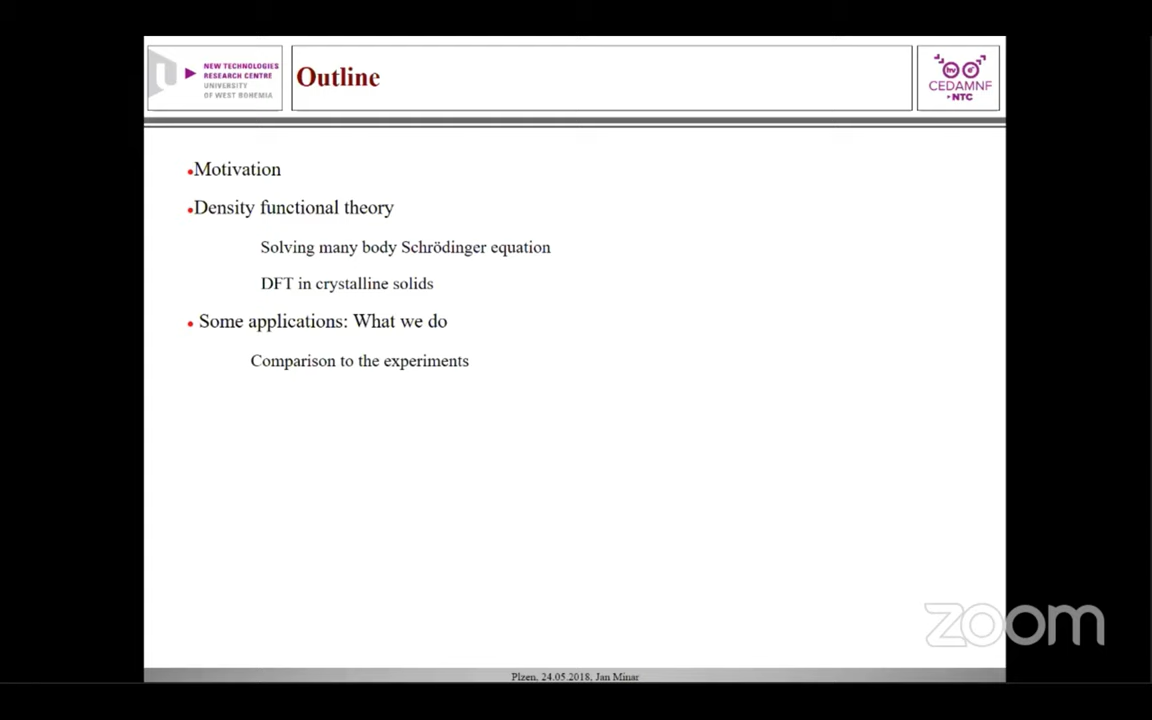 NEW TECHNOLOGIES
RESEARCH CENTRE
UNIVERSITY
OF WEST BOHEMIA
Outline
CEDAMNF
NTC
•Motivation
•Density functional theory
Solving many body Schrödinger equation
DFT in crystalline solids
• Some applications: What we do
Comparison to the experiments
zoom
Plzen, 24.05.2018, Jan Minar